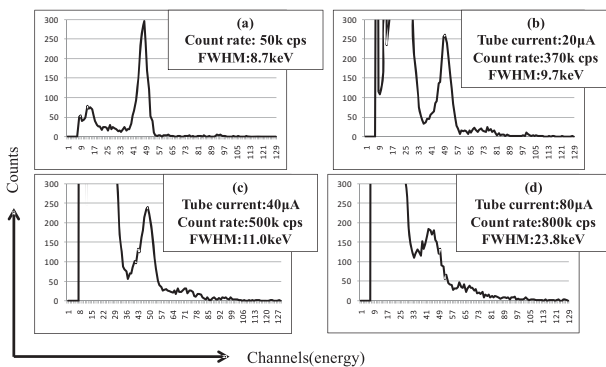 (a)
Count rate: 50k cps
FWHM:8.7keV
300
250
200
150
100
50
0
1 9 17 25 33 41 49 57 65 73 81 89 97 105 113 121 129
(b)
Tube current:20μA
Count rate:370k cps
FWHM:9.7keV
300
250
200
150
100
50
0
1 9 17 25 33 41 49 57 65 73 81 89 97 105 113 121 129
(c)
Tube current:40μA
Count rate:500k cps
FWHM:11.0keV
300
250
200
150
100
50
0
1 8 15 22 29 36 43 50 57 64 71 78 85 92 99 106 113 120 127
(d)
Tube current:80μA
Count rate:800k cps
FWHM:23.8keV
300
250
200
150
100
50
0
1 9 17 25 33 41 49 57 65 73 81 89 97 105 113 121 129
Counts
Channels(energy)